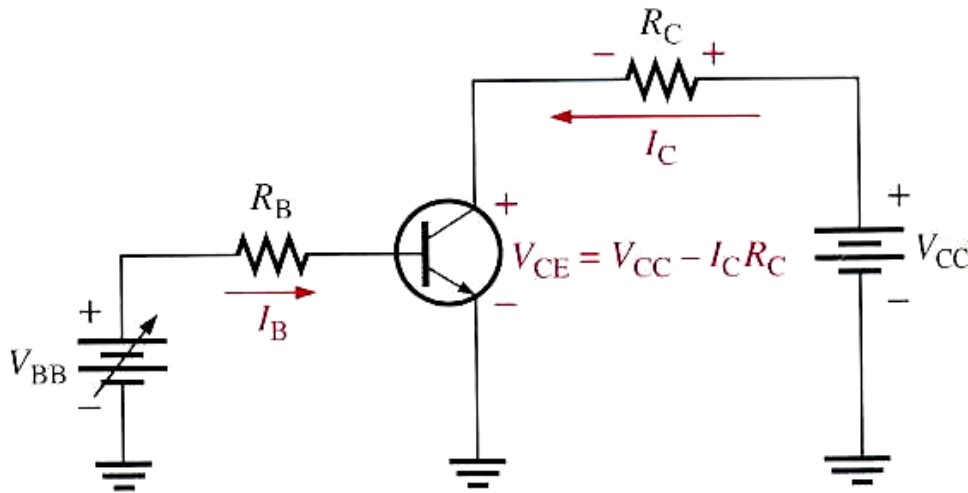 R_C
− +
I_C
R_B
+
V_CE = V_CC − I_C R_C
−
I_B
+
V_CC
−
+
V_BB
−